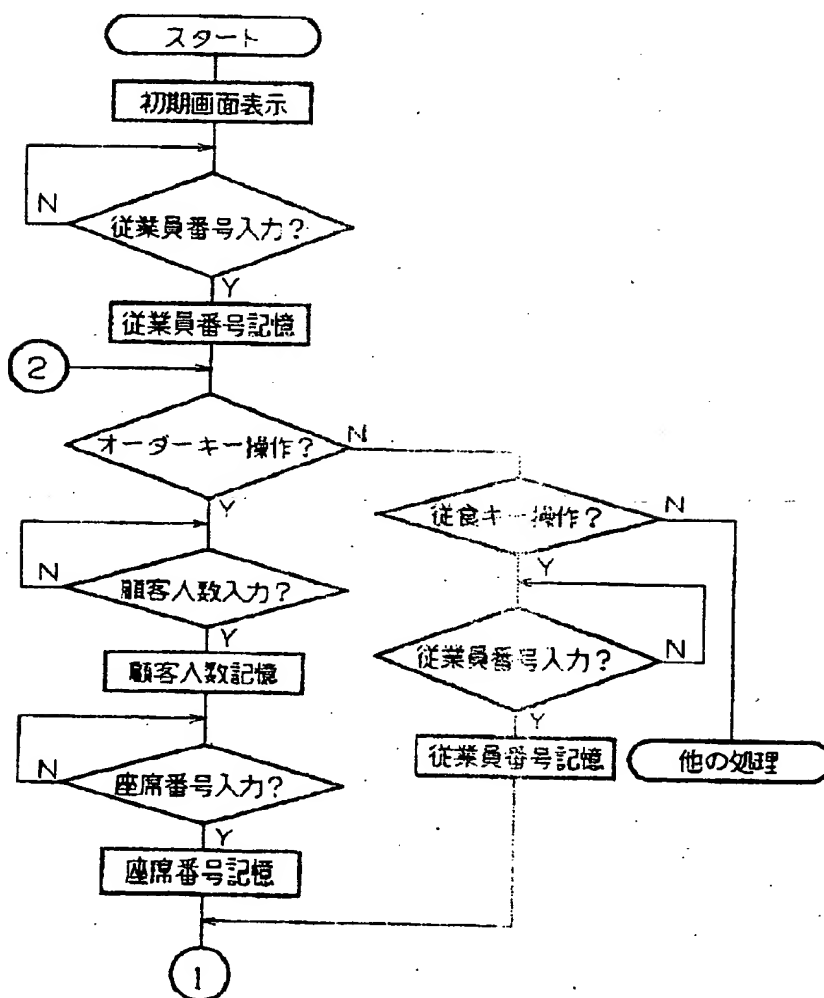 スタート
初期画面表示
N
従業員番号入力?
Y
従業員番号記憶
2
オーダーキー操作?
N
Y
従食キー操作?
N
Y
N
顧客人数入力?
Y
従業員番号入力?
N
顧客人数記憶
Y
従業員番号記憶
他の処理
N
座席番号入力?
Y
座席番号記憶
1